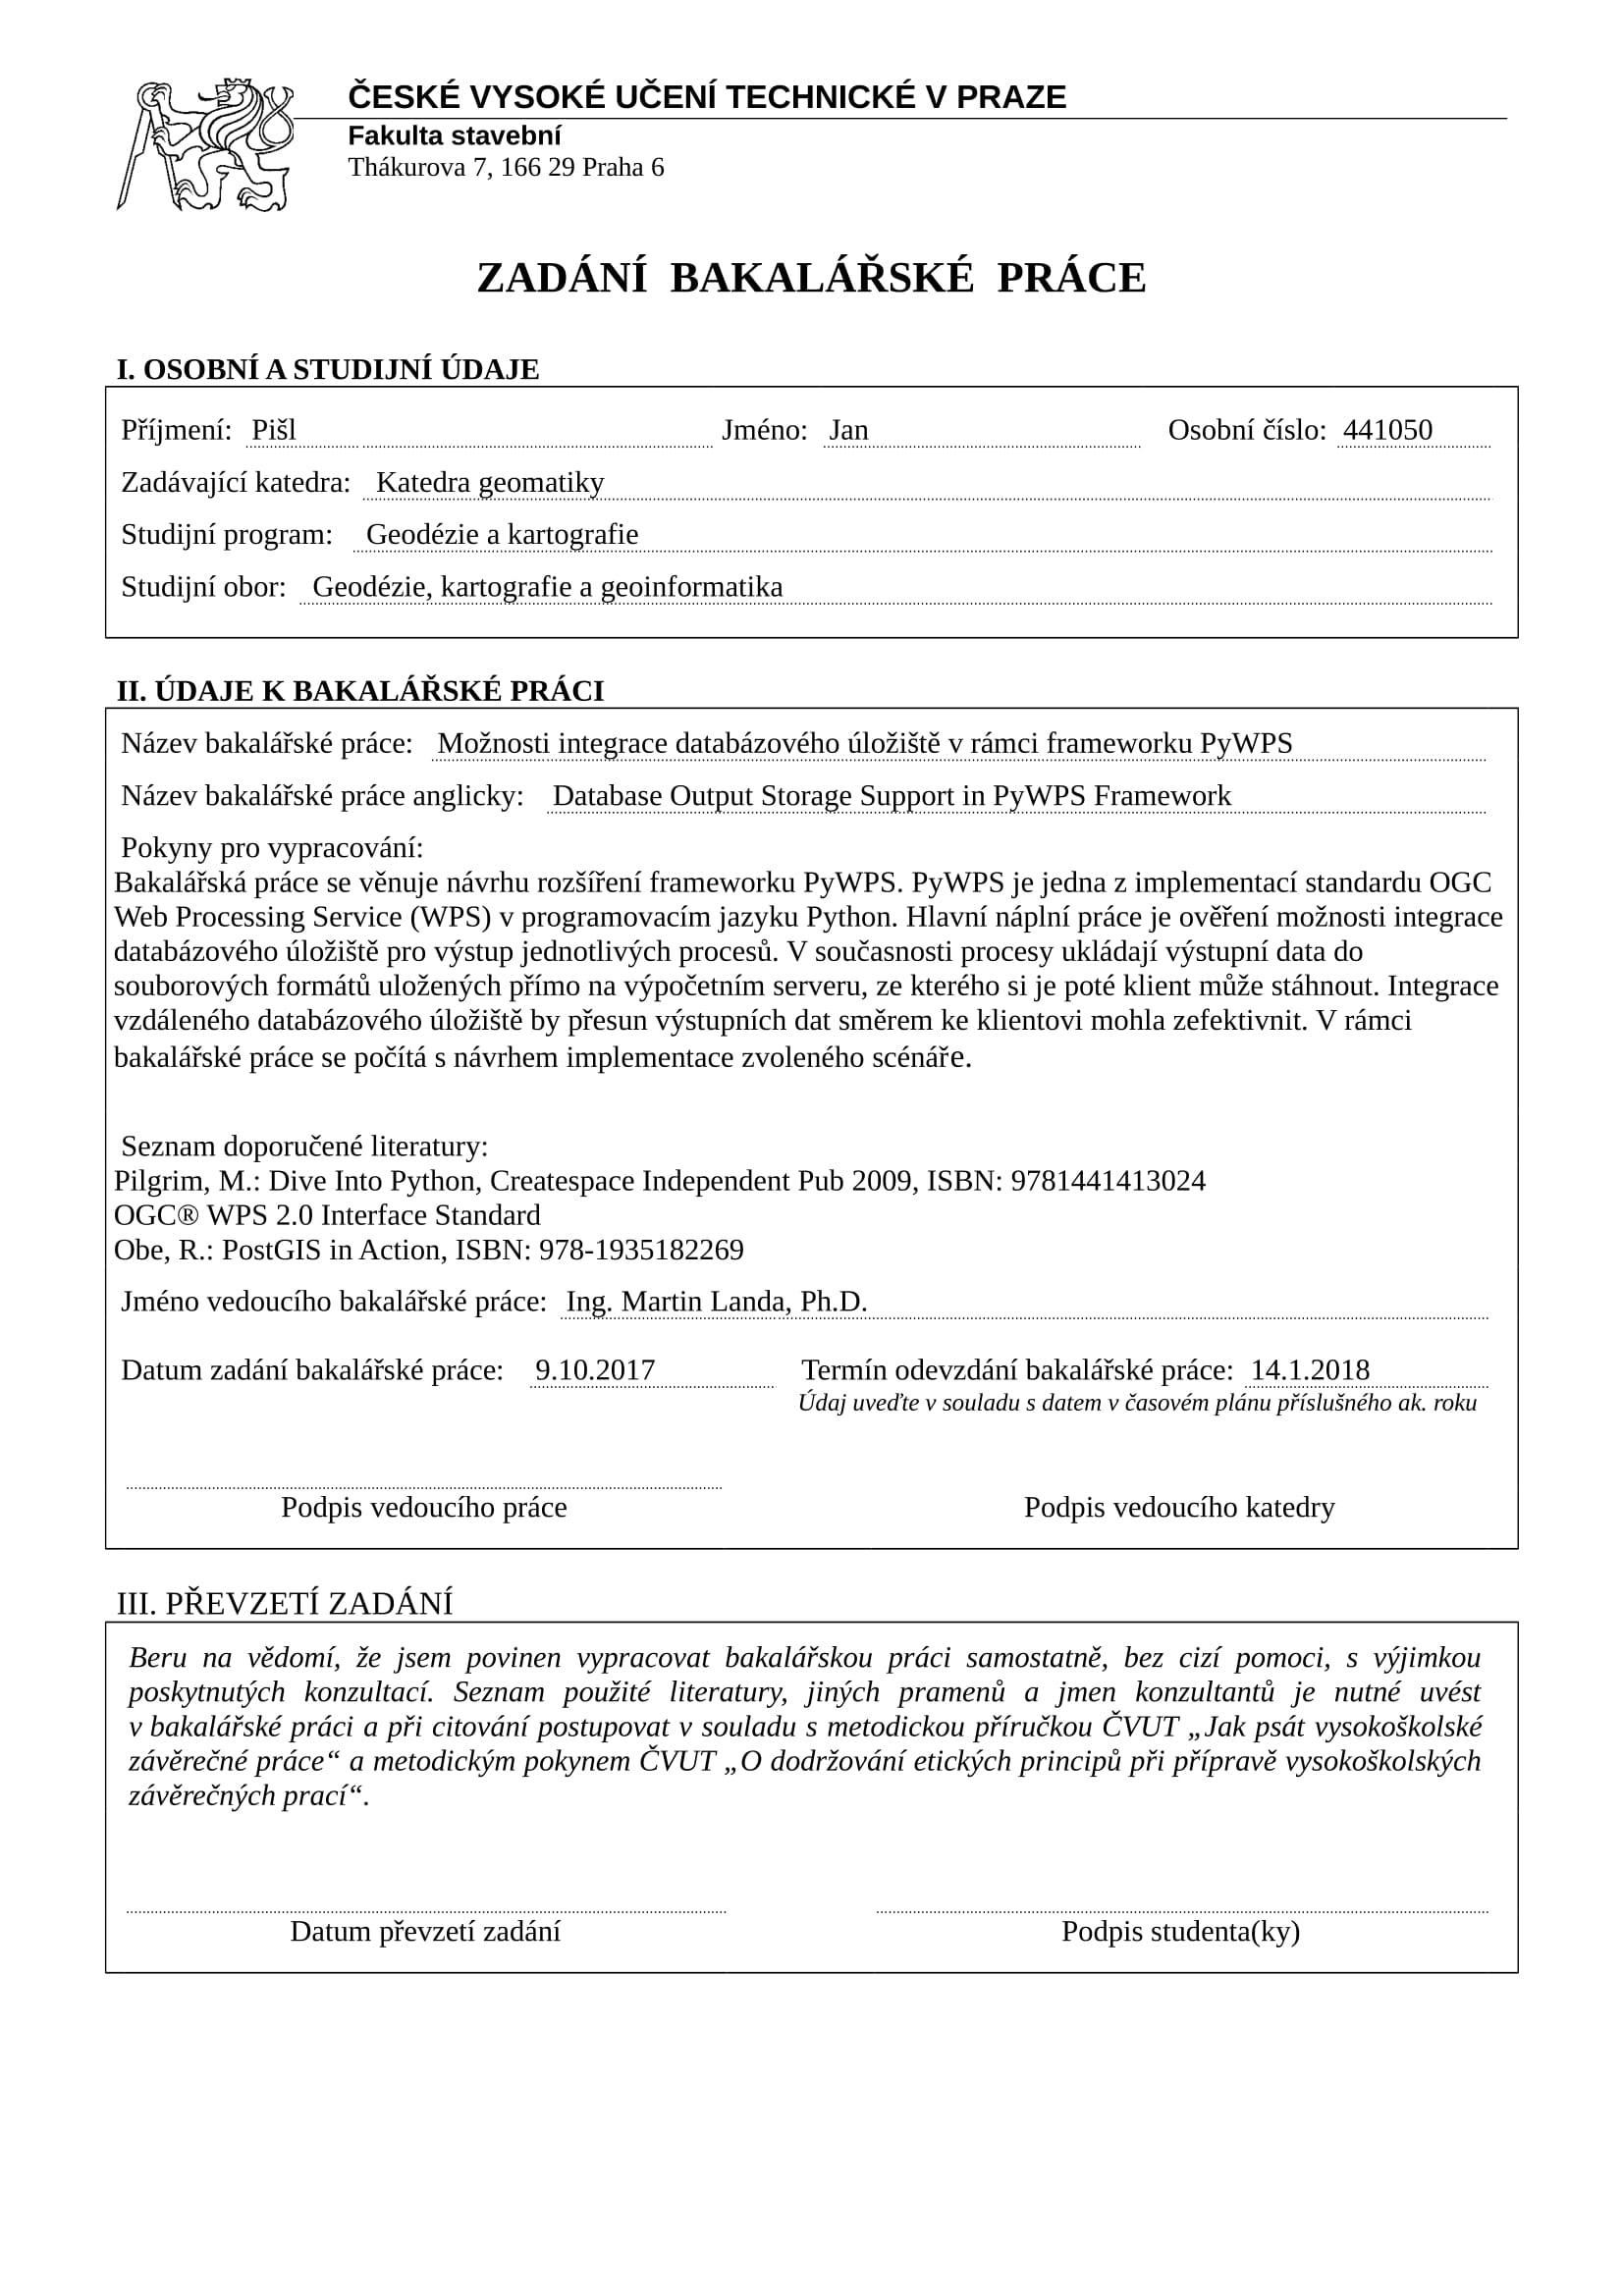 ČESKÉ VYSOKÉ UČENÍ TECHNICKÉ V PRAZE
Fakulta stavební
Thákurova 7, 166 29 Praha 6
ZADÁNÍ BAKALÁŘSKÉ PRÁCE
I. OSOBNÍ A STUDIJNÍ ÚDAJE
Příjmení: Pišl Jméno: Jan Osobní číslo: 441050
Zadávající katedra: Katedra geomatiky
Studijní program: Geodézie a kartografie
Studijní obor: Geodézie, kartografie a geoinformatika
II. ÚDAJE K BAKALÁŘSKÉ PRÁCI
Název bakalářské práce: Možnosti integrace databázového úložiště v rámci frameworku PyWPS
Název bakalářské práce anglicky: Database Output Storage Support in PyWPS Framework
Pokyny pro vypracování:
Bakalářská práce se věnuje návrhu rozšíření frameworku PyWPS. PyWPS je jedna z implementací standardu OGC
Web Processing Service (WPS) v programovacím jazyku Python. Hlavní náplní práce je ověření možnosti integrace
databázového úložiště pro výstup jednotlivých procesů. V současnosti procesy ukládají výstupní data do
souborových formátů uložených přímo na výpočetním serveru, ze kterého si je poté klient může stáhnout. Integrace
vzdáleného databázového úložiště by přesun výstupních dat směrem ke klientovi mohla zefektivnit. V rámci
bakalářské práce se počítá s návrhem implementace zvoleného scénáře.
Seznam doporučené literatury:
Pilgrim, M.: Dive Into Python, Createspace Independent Pub 2009, ISBN: 9781441413024
OGC® WPS 2.0 Interface Standard
Obe, R.: PostGIS in Action, ISBN: 978-1935182269
Jméno vedoucího bakalářské práce: Ing. Martin Landa, Ph.D.
Datum zadání bakalářské práce: 9.10.2017 Termín odevzdání bakalářské práce: 14.1.2018
Údaj uveďte v souladu s datem v časovém plánu příslušného ak. roku
Podpis vedoucího práce Podpis vedoucího katedry
III. PŘEVZETÍ ZADÁNÍ
Beru na vědomí, že jsem povinen vypracovat bakalářskou práci samostatně, bez cizí pomoci, s výjimkou
poskytnutých konzultací. Seznam použité literatury, jiných pramenů a jmen konzultantů je nutné uvést
v bakalářské práci a při citování postupovat v souladu s metodickou příručkou ČVUT „Jak psát vysokoškolské
závěrečné práce“ a metodickým pokynem ČVUT „O dodržování etických principů při přípravě vysokoškolských
závěrečných prací“.
Datum převzetí zadání Podpis studenta(ky)